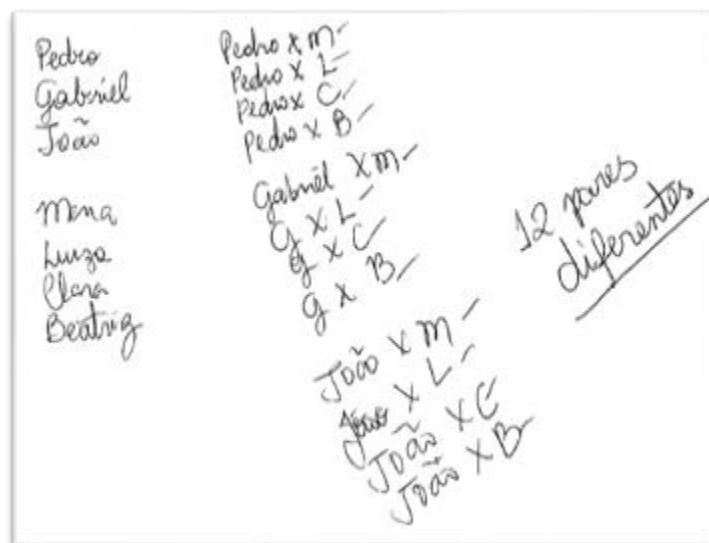 Pedro
Gabriel
João
Mena
Luiza
Clara
Beatriz
Pedro x m
Pedro x L
Pedro x C
Pedro x B
Gabriel x m
G x L
g x C
g x B
João x m
João x L
João x C
João x B
12 pares
diferentes